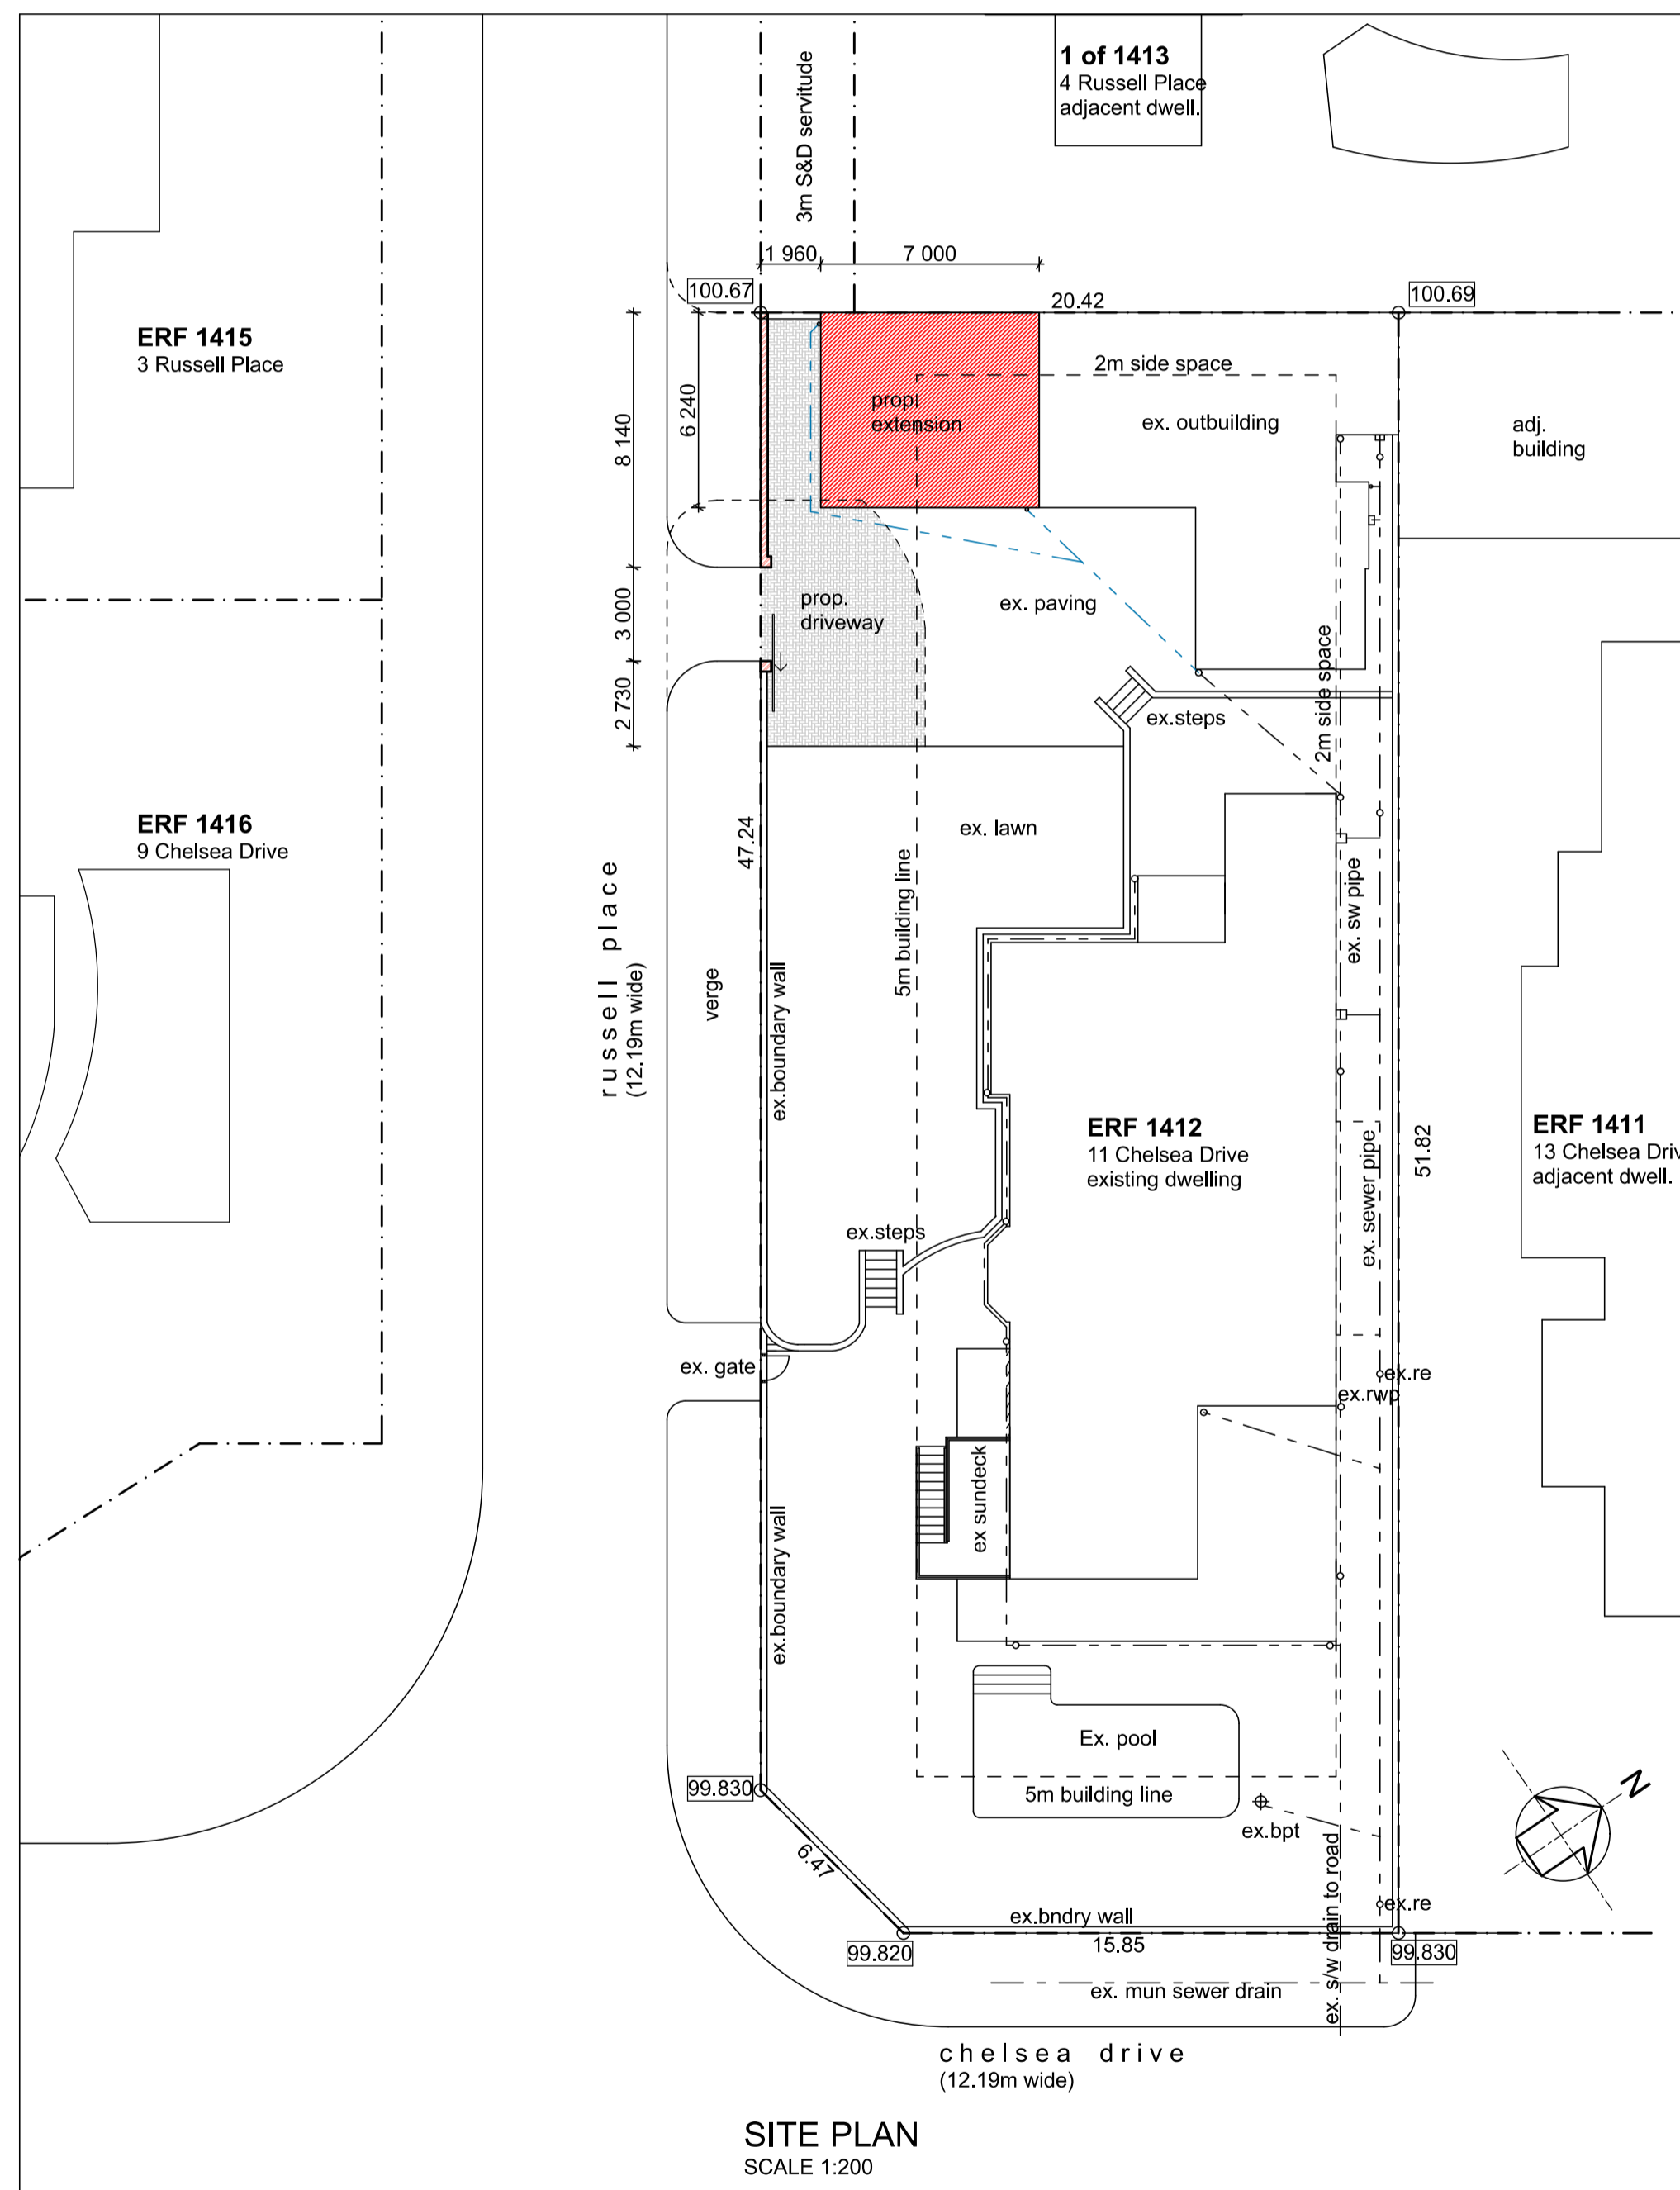 1 of 1413
4 Russell Place
adjacent dwell.
3m S&D servitude
1 960
7 000
100.67
20.42
100.69
ERF 1415
3 Russell Place
2m side space
6 240
8 140
prop.
extension
ex. outbuilding
adj.
building
prop.
driveway
ex. paving
3 000
2 730
2m side space
ex.steps
ERF 1416
9 Chelsea Drive
47.24
ex. lawn
5m building line
ex. sw pipe
russell place
(12.19m wide)
verge
ex.boundary wall
ERF 1412
11 Chelsea Drive
existing dwelling
ex. sewer pipe
51.82
ERF 1411
13 Chelsea Driv
adjacent dwell.
ex.steps
ex. gate
ex.re
ex.rwp
ex sundeck
ex.boundary wall
Ex. pool
5m building line
99.830
6.47
ex.bpt
N
ex. s/w drain to road
ex.re
ex.bndry wall
15.85
99.820
99.830
ex. mun sewer drain
chelsea drive
(12.19m wide)
SITE PLAN
SCALE 1:200